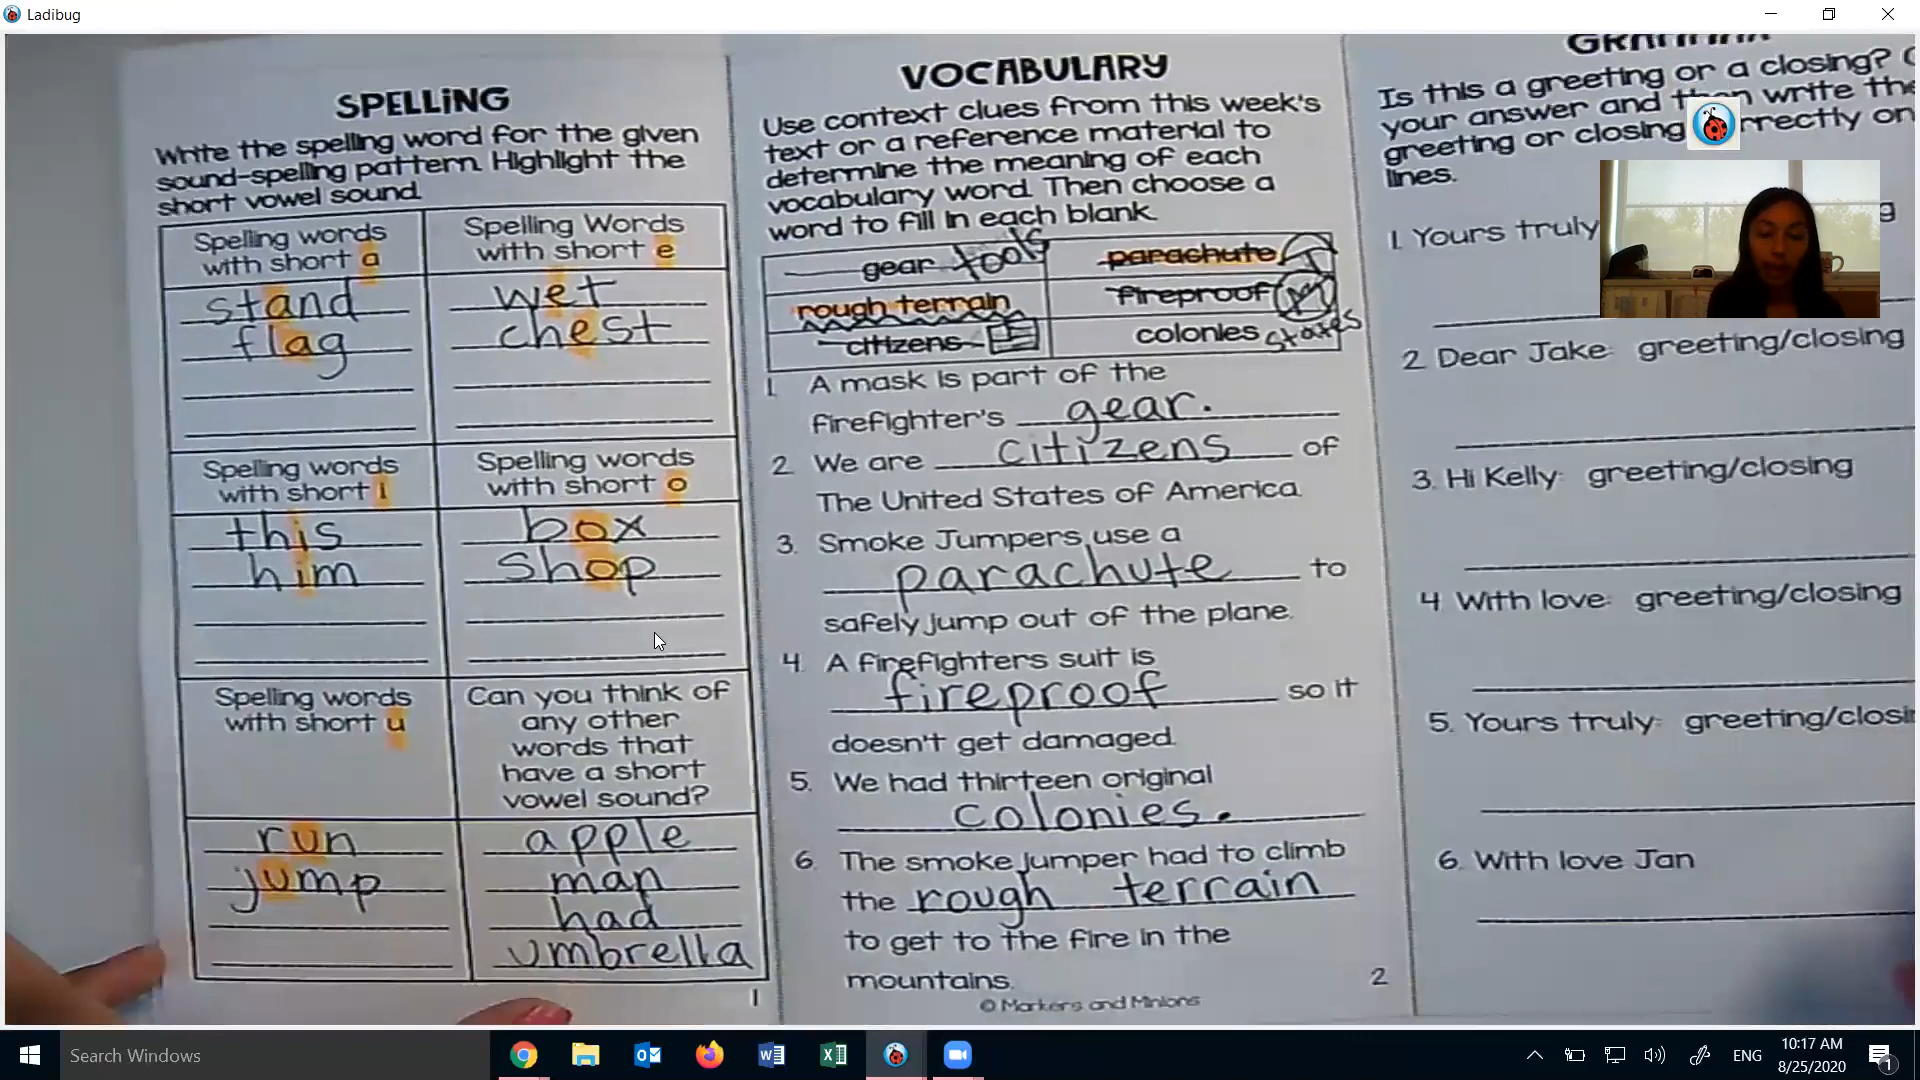 Ladibug
SPELLING
Write the spelling word for the given
sound-spelling pattern. Highlight the
short vowel sound.
Spelling words
with short a
Spelling Words
with short e
stand
flag
wet
chest
Spelling words
with short i
Spelling words
with short o
this
him
box
shop
Spelling words
with short u
Can you think of
any other
words that
have a short
vowel sound?
run
jump
apple
man
had
umbrella
1
VOCABULARY
Use context clues from this week's
text or a reference material to
determine the meaning of each
vocabulary word. Then choose a
word to fill in each blank.
gear tools
parachute
rough terrain
fireproof
citizens
colonies states
1. A mask is part of the
firefighter's gear.
2. We are citizens of
The United States of America.
3. Smoke Jumpers use a
parachute to
safely jump out of the plane.
4. A firefighters suit is
fireproof so it
doesn't get damaged.
5. We had thirteen original
colonies.
6. The smoke jumper had to climb
the rough terrain
to get to the fire in the
mountains.
2
© Markers and Minions
GRAMMAR
Is this a greeting or a closing?
your answer and then write the
greeting or closing correctly on
lines.
1. Yours truly
2. Dear Jake: greeting/closing
3. Hi Kelly: greeting/closing
4. With love: greeting/closing
5. Yours truly: greeting/closi
6. With love Jan
Search Windows
ENG
10:17 AM
8/25/2020
1